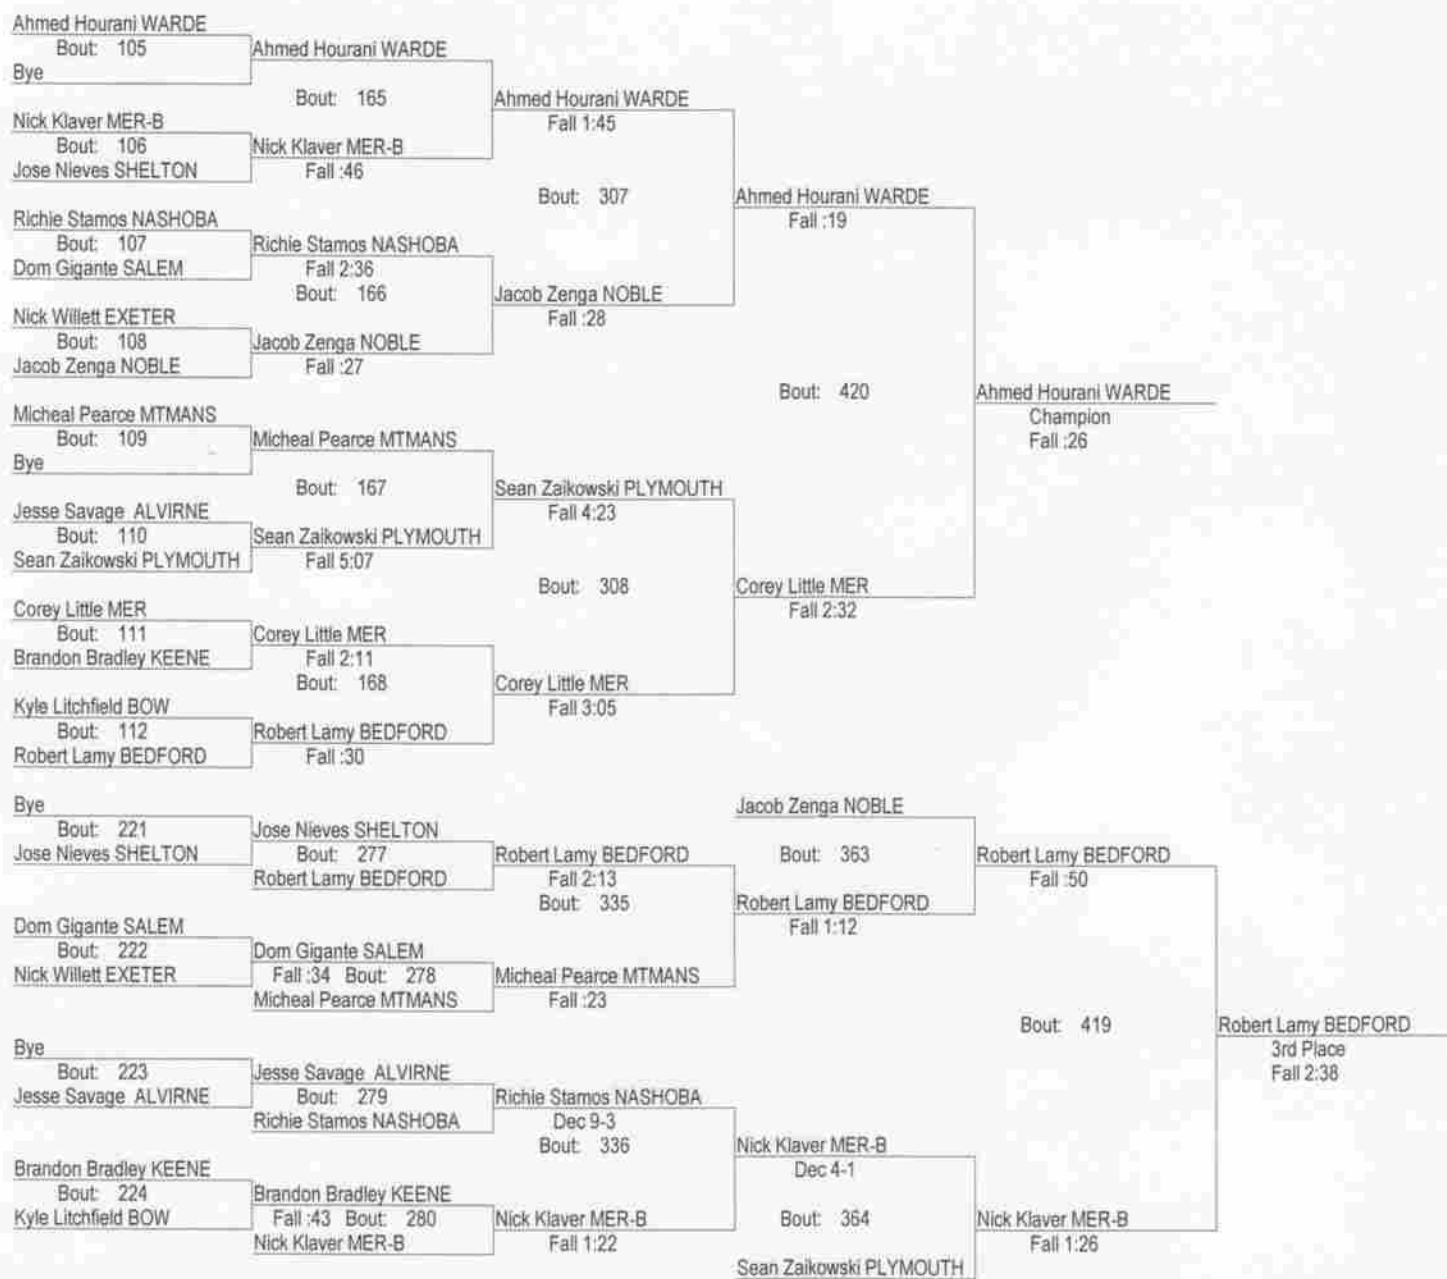 Ahmed Hourani WARDE
Bout: 105
Bye
Ahmed Hourani WARDE
Bout: 165
Nick Klaver MER-B
Bout: 106
Jose Nieves SHELTON
Nick Klaver MER-B
Fall :46
Ahmed Hourani WARDE
Fall 1:45
Bout: 307
Richie Stamos NASHOBA
Bout: 107
Dom Gigante SALEM
Richie Stamos NASHOBA
Fall 2:36
Bout: 166
Nick Willett EXETER
Bout: 108
Jacob Zenga NOBLE
Jacob Zenga NOBLE
Fall :27
Jacob Zenga NOBLE
Fall :28
Ahmed Hourani WARDE
Fall :19
Bout: 420
Ahmed Hourani WARDE
Champion
Fall :26
Micheal Pearce MTMANS
Bout: 109
Bye
Micheal Pearce MTMANS
Bout: 167
Jesse Savage ALVIRNE
Bout: 110
Sean Zaikowski PLYMOUTH
Sean Zaikowski PLYMOUTH
Fall 5:07
Sean Zaikowski PLYMOUTH
Fall 4:23
Bout: 308
Corey Little MER
Bout: 111
Brandon Bradley KEENE
Corey Little MER
Fall 2:11
Bout: 168
Kyle Litchfield BOW
Bout: 112
Robert Lamy BEDFORD
Robert Lamy BEDFORD
Fall :30
Corey Little MER
Fall 3:05
Corey Little MER
Fall 2:32
Bye
Bout: 221
Jose Nieves SHELTON
Jose Nieves SHELTON
Bout: 277
Robert Lamy BEDFORD
Robert Lamy BEDFORD
Fall 2:13
Bout: 335
Dom Gigante SALEM
Bout: 222
Nick Willett EXETER
Dom Gigante SALEM
Fall :34 Bout: 278
Micheal Pearce MTMANS
Micheal Pearce MTMANS
Fall :23
Jacob Zenga NOBLE
Bout: 363
Robert Lamy BEDFORD
Fall 1:12
Robert Lamy BEDFORD
Fall :50
Bout: 419
Robert Lamy BEDFORD
3rd Place
Fall 2:38
Bye
Bout: 223
Jesse Savage ALVIRNE
Jesse Savage ALVIRNE
Bout: 279
Richie Stamos NASHOBA
Richie Stamos NASHOBA
Dec 9-3
Bout: 336
Brandon Bradley KEENE
Bout: 224
Kyle Litchfield BOW
Brandon Bradley KEENE
Fall :43 Bout: 280
Nick Klaver MER-B
Nick Klaver MER-B
Fall 1:22
Nick Klaver MER-B
Dec 4-1
Bout: 364
Sean Zaikowski PLYMOUTH
Nick Klaver MER-B
Fall 1:26